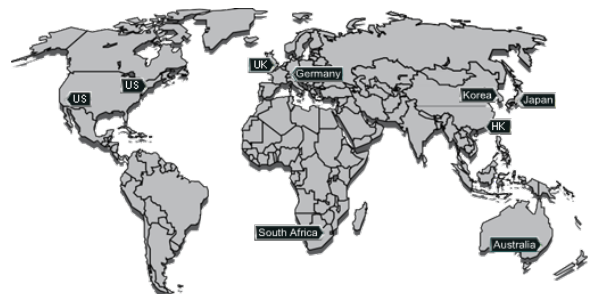 UK
Germany
US
US
Korea
Japan
HK
South Africa
Australia